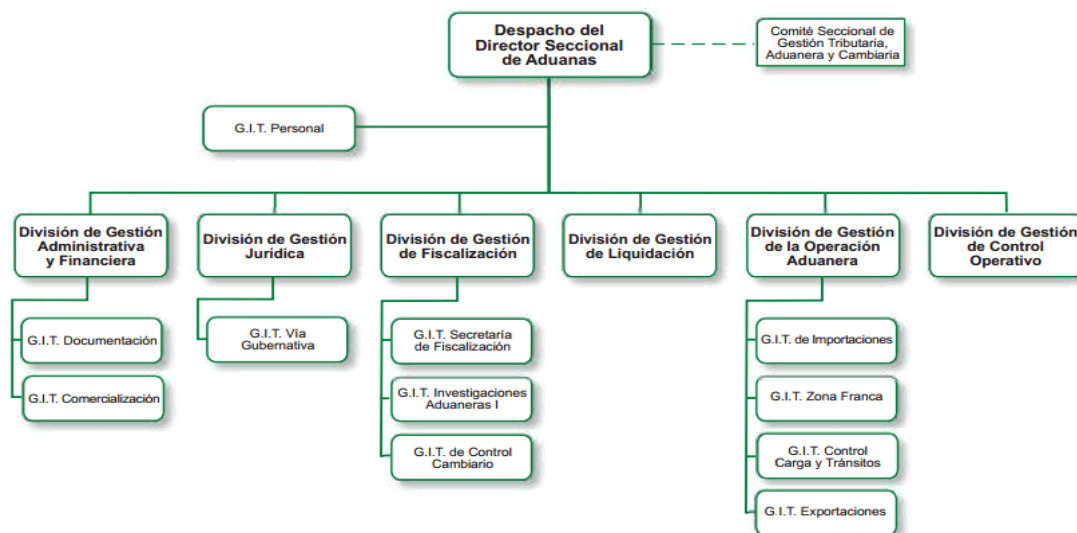 Despacho del
Director Seccional
de Aduanas
Comité Seccional de
Gestión Tributaria,
Aduanera y Cambiaria
G.I.T. Personal
División de Gestión
Administrativa
y Financiera
G.I.T. Documentación
G.I.T. Comercialización
División de Gestión
Jurídica
G.I.T. Vía
Gubernativa
División de Gestión
de Fiscalización
G.I.T. Secretaría
de Fiscalización
G.I.T. Investigaciones
Aduaneras I
G.I.T. de Control
Cambiario
División de Gestión
de Liquidación
División de Gestión
de la Operación
Aduanera
G.I.T. de Importaciones
G.I.T. Zona Franca
G.I.T. Control
Carga y Trànsitos
G.I.T. Exportaciones
División de Gestión
de Control
Operativo